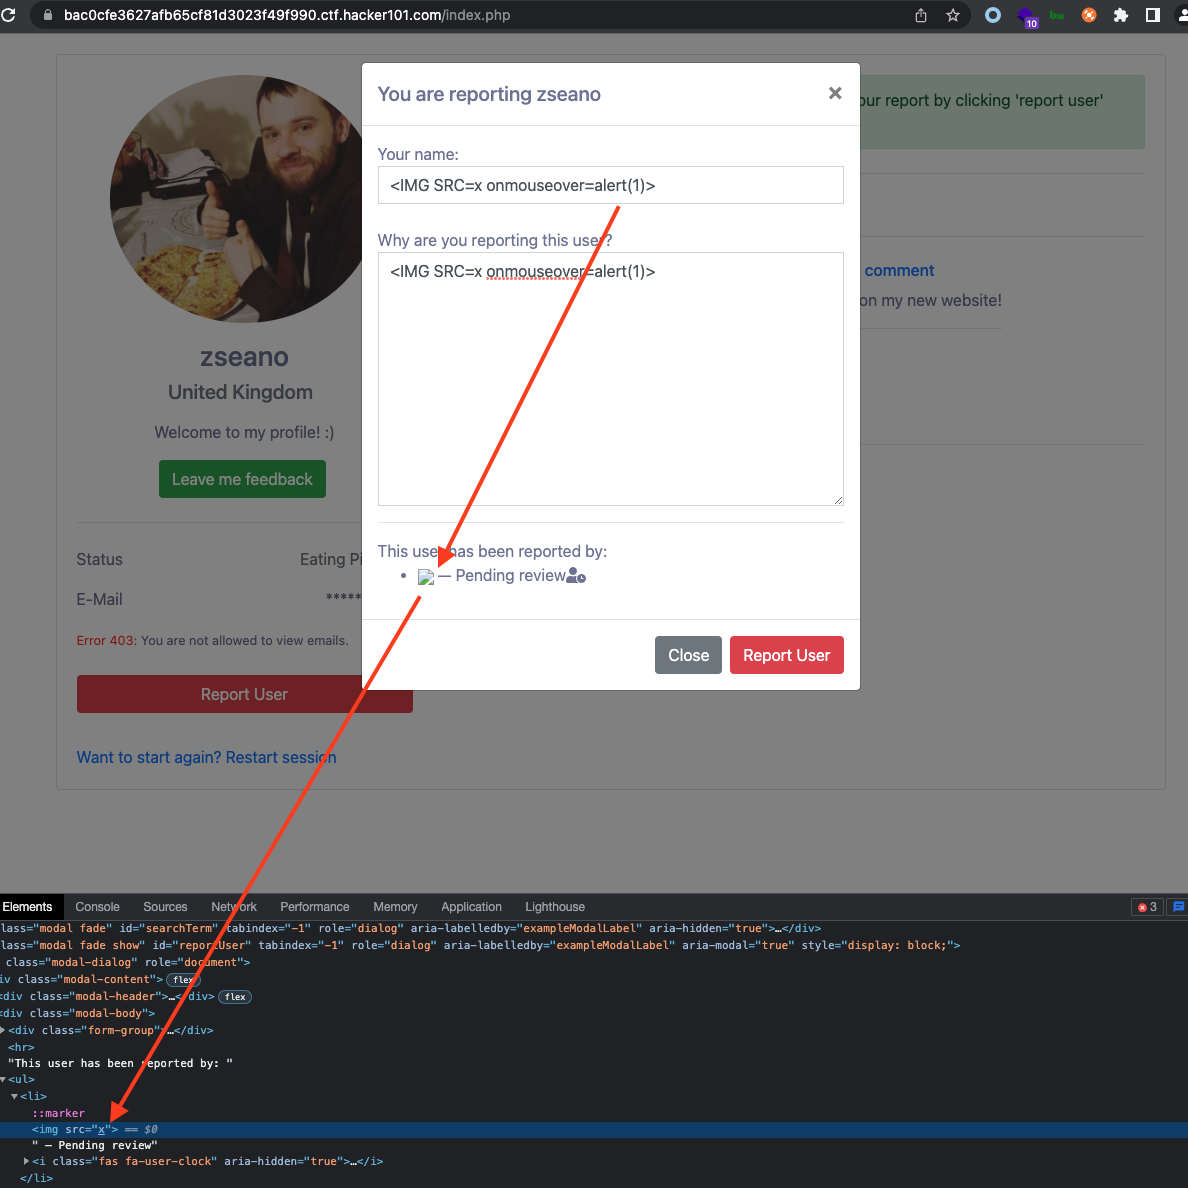 bac0cfe3627afb65cf81d3023f49f990.ctf.hacker101.com/index.php
10
You are reporting zseano
×
our report by clicking 'report user'
Your name:
<IMG SRC=x onmouseover=alert(1)>
Why are you reporting this user?
<IMG SRC=x onmouseover=alert(1)>
comment
on my new website!
zseano
United Kingdom
Welcome to my profile! :)
Leave me feedback
This user has been reported by:
— Pending review
Status
Eating Pi
E-Mail
*****
Error 403: You are not allowed to view emails.
Close
Report User
Report User
Want to start again? Restart session
Elements Console Sources Network Performance Memory Application Lighthouse 3
lass="modal fade" id="searchTerm" tabindex="-1" role="dialog" aria-labelledby="exampleModalLabel" aria-hidden="true">…</div>
lass="modal fade show" id="reportUser" tabindex="-1" role="dialog" aria-labelledby="exampleModalLabel" aria-modal="true" style="display: block;">
class="modal-dialog" role="document">
iv class="modal-content"> flex
<div class="modal-header">…</div> flex
<div class="modal-body">
<div class="form-group">…</div>
<hr>
"This user has been reported by: "
<ul>
<li>
::marker
<img src="x"> == $0
" — Pending review"
<i class="fas fa-user-clock" aria-hidden="true">…</i>
</li>